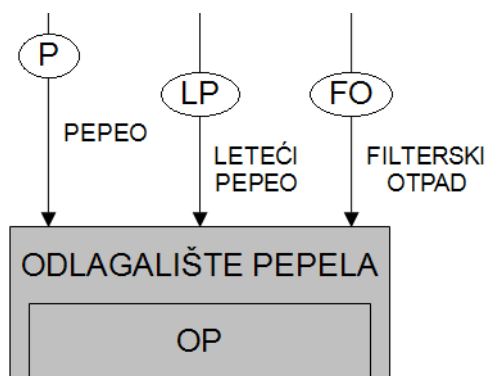 P
LP
FO
PEPEO
LETEĆI
PEPEO
FILTERSKI
OTPAD
ODLAGALIŠTE PEPELA
OP